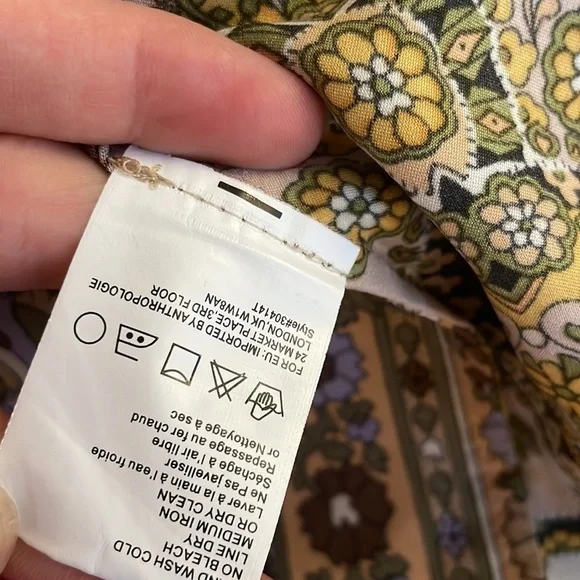 WASH COLD
NO BLEACH
LINE DRY
MEDIUM IRON
OR DRY CLEAN
Laver à la main à l'eau froide
Ne Pas javelliser
Séchage à l'air libre
Repassage au fer chaud
or Nettoyage à sec
FOR EU: IMPORTED BY ANTHROPOLOGIE
24 MARKET PLACE, 3RD FLOOR
LONDON, UK W1W8AN
Style#30414T